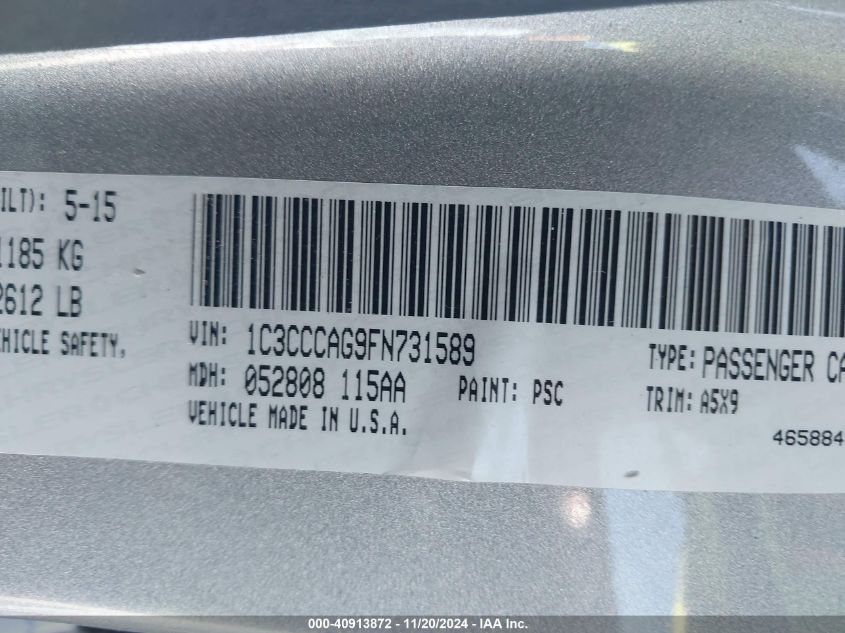 ILT): 5-15
1185 KG
2612 LB
EHICLE SAFETY,
VIN: 1C3CCCAG9FN731589
MDH: 052808 115AA
PAINT: PSC
VEHICLE MADE IN U.S.A.
TYPE: PASSENGER CA
TRIM: A5X9
465884
000-40913872 - 11/20/2024 - IAA Inc.